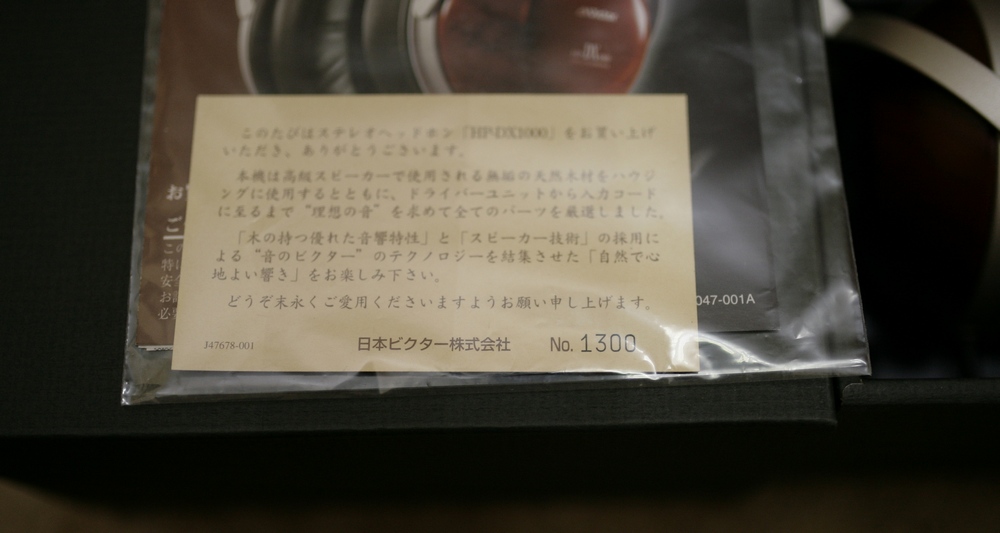 このたびはステレオヘッドホン「HP-DX1000」をお買い上げ
いただき、ありがとうございます。
本機は高級スピーカーで使用される無垢の天然木材をハウジ
ングに使用するとともに、ドライバーユニットから入力コード
に至るまで“理想の音”を求めて全てのパーツを厳選しました。
「木の持つ優れた音響特性」と「スピーカー技術」の採用に
よる“音のビクター”のテクノロジーを結集させた「自然で心
地よい響き」をお楽しみ下さい。
どうぞ末永くご愛用くださいますようお願い申し上げます。
J47678-001
日本ビクター株式会社 No. 1300
047-001A